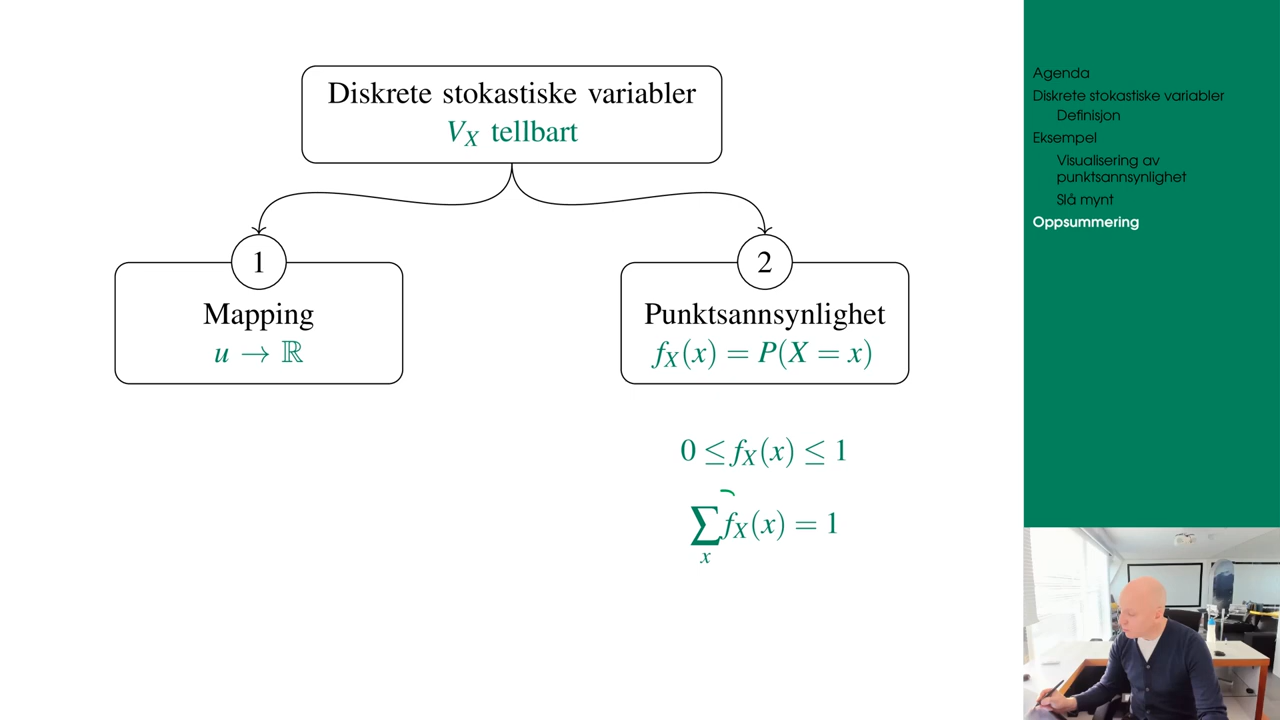 Diskrete stokastiske variabler
V_X tellbart
1
Mapping
u → ℝ
2
Punktsannsynlighet
f_X(x) = P(X = x)
0 ≤ f_X(x) ≤ 1
∑_x f_X(x) = 1
Agenda
Diskrete stokastiske variabler
Definisjon
Eksempel
Visualisering av
punktsannsynlighet
Slå mynt
Oppsummering